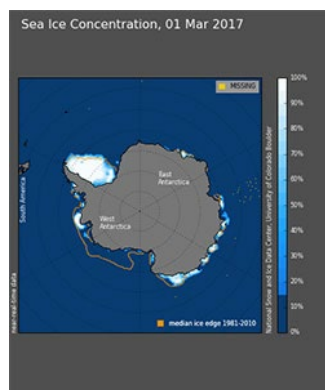 Sea Ice Concentration, 01 Mar 2017
MISSING
100%
90%
80%
70%
60%
50%
40%
30%
20%
10%
0%
South America
East
Antarctica
West
Antarctica
National Snow and Ice Data Center, University of Colorado Boulder
near-real-time data
median ice edge 1981-2010